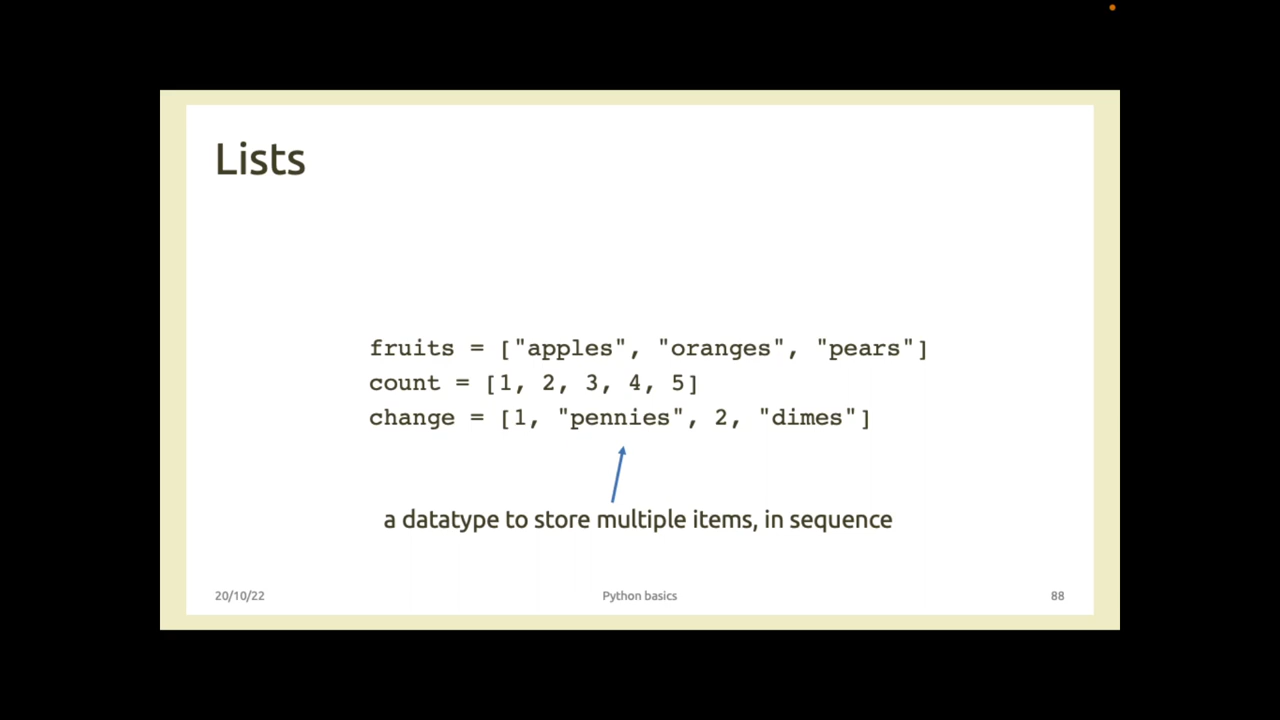 Lists
fruits = ["apples", "oranges", "pears"]
count = [1, 2, 3, 4, 5]
change = [1, "pennies", 2, "dimes"]
a datatype to store multiple items, in sequence
20/10/22
Python basics
88